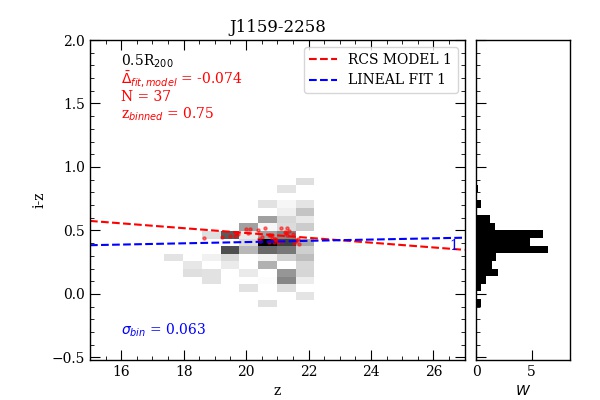 J1159-2258
2.0
1.5
1.0
0.5
0.0
−0.5
i-z
0.5R₂₀₀
Δ̄fit,model = -0.074
N = 37
zbinned = 0.75
RCS MODEL 1
LINEAL FIT 1
1
σbin = 0.063
16 18 20 22 24 26
z
0 5
W